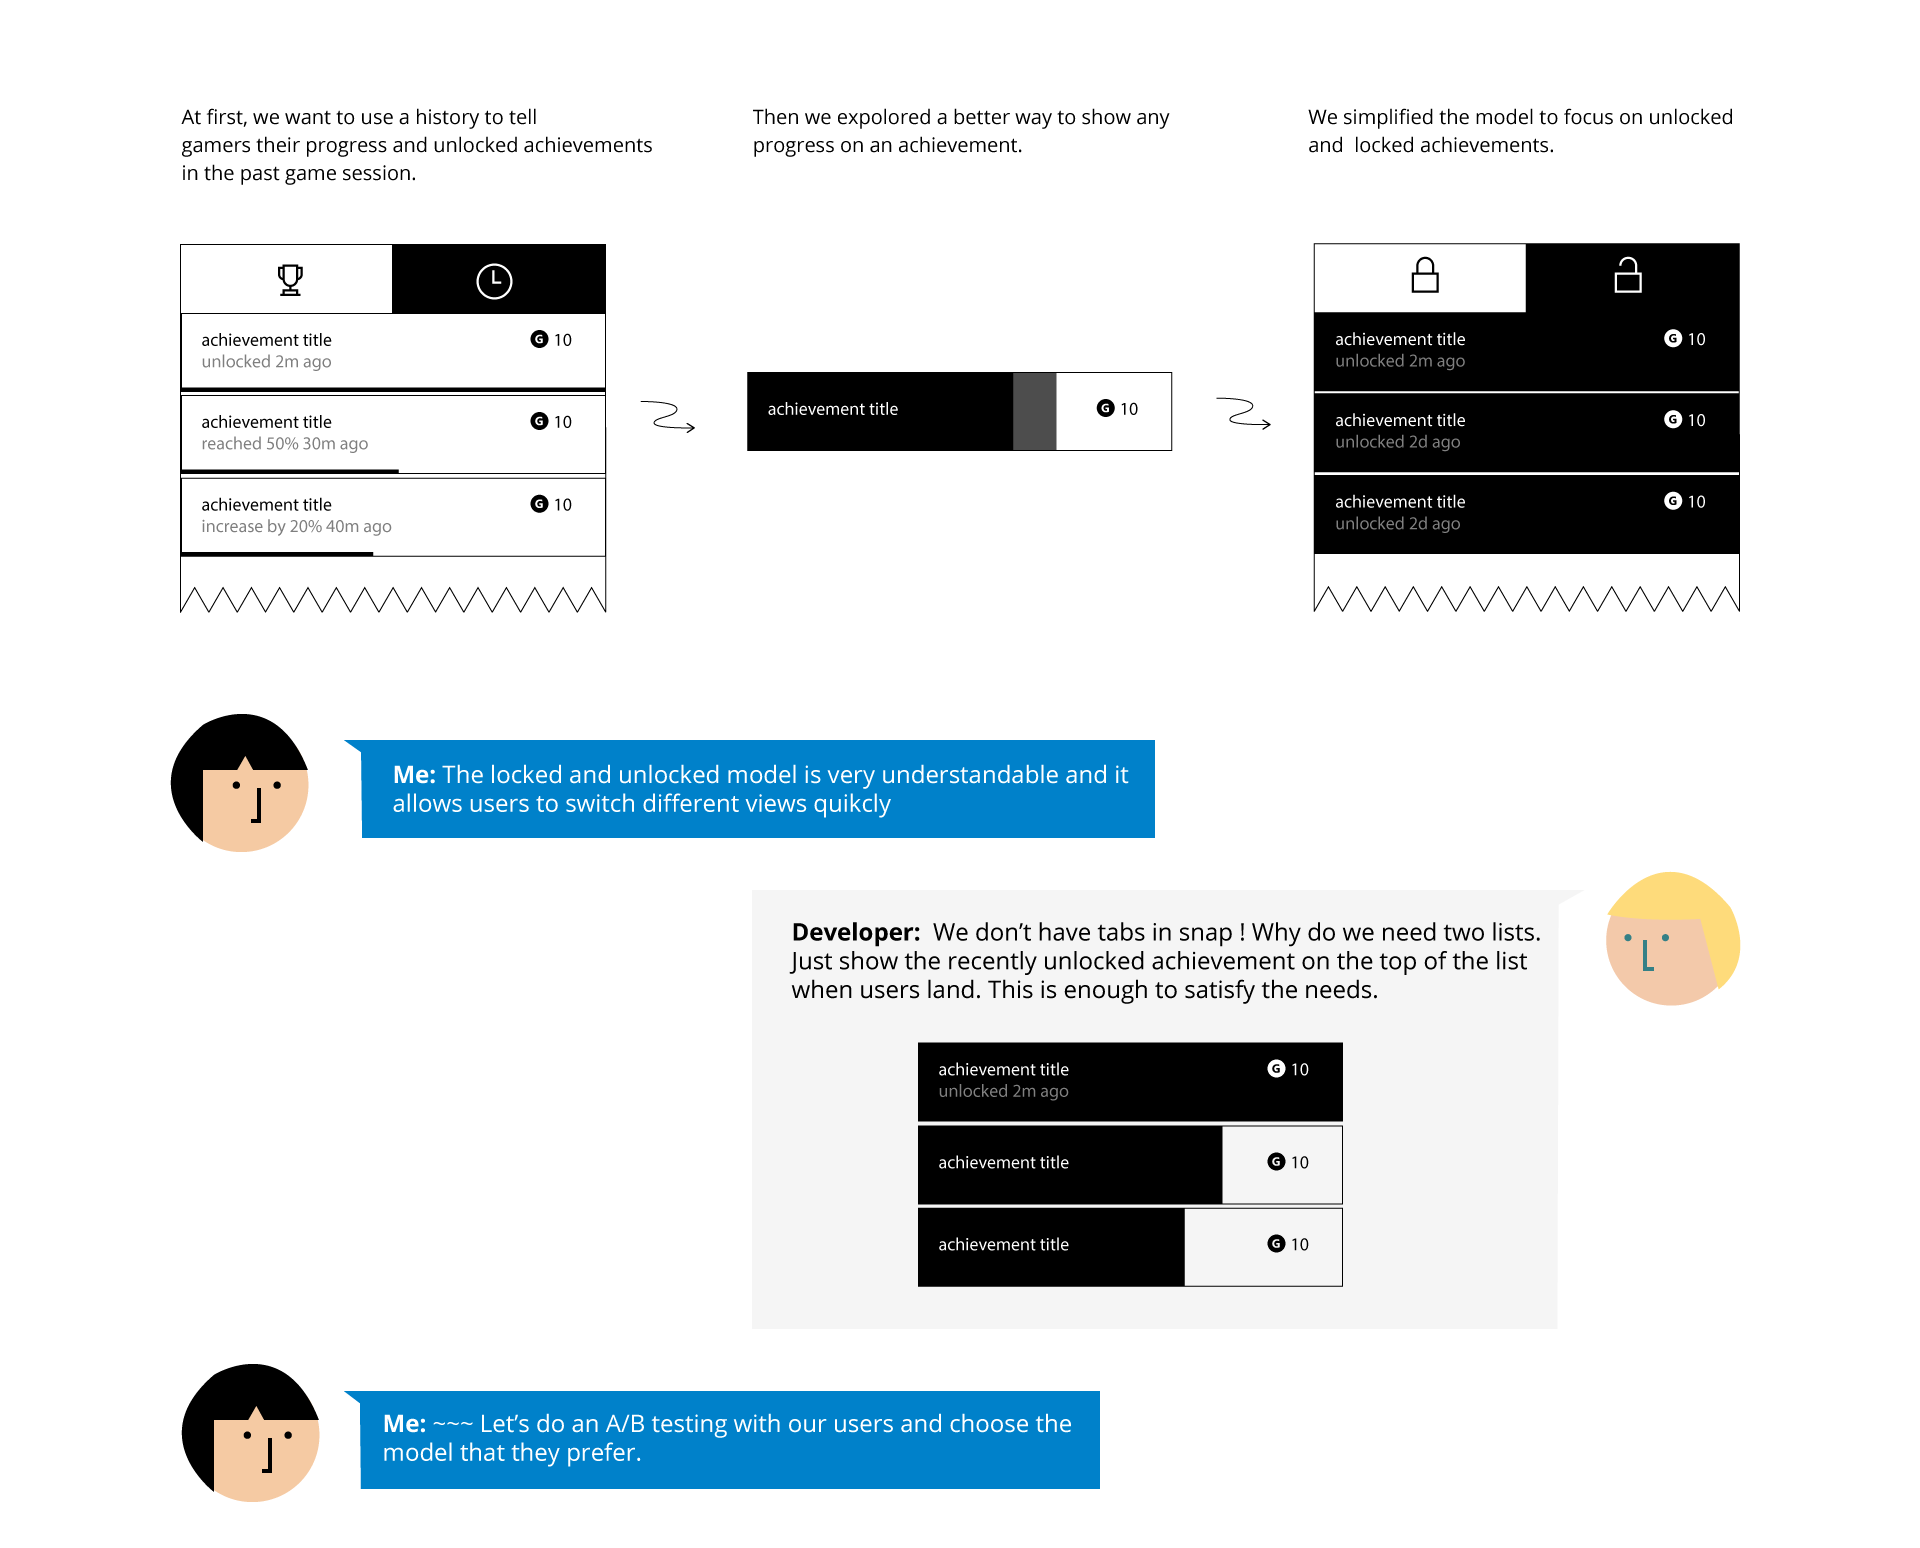 At first, we want to use a history to tell
gamers their progress and unlocked achievements
in the past game session.
Then we expolored a better way to show any
progress on an achievement.
We simplified the model to focus on unlocked
and  locked achievements.
achievement title G 10
unlocked 2m ago
achievement title G 10
reached 50% 30m ago
achievement title G 10
increase by 20% 40m ago
achievement title G 10
achievement title G 10
unlocked 2m ago
achievement title G 10
unlocked 2d ago
achievement title G 10
unlocked 2d ago
Me: The locked and unlocked model is very understandable and it
allows users to switch different views quikcly
Developer:  We don’t have tabs in snap ! Why do we need two lists.
Just show the recently unlocked achievement on the top of the list
when users land. This is enough to satisfy the needs.
achievement title G 10
unlocked 2m ago
achievement title G 10
achievement title G 10
Me: ~~~ Let’s do an A/B testing with our users and choose the
model that they prefer.